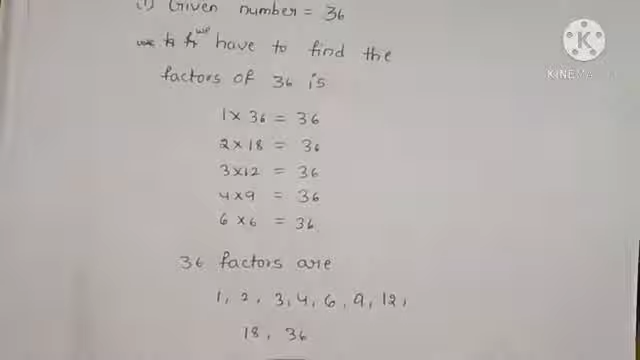 (i) Given number = 36
we have to find the
factors of 36 is
1 × 36 = 36
2 × 18 = 36
3 × 12 = 36
4 × 9 = 36
6 × 6 = 36
36 factors are
1, 2, 3, 4, 6, 9, 12,
18, 36
K
KINEMA